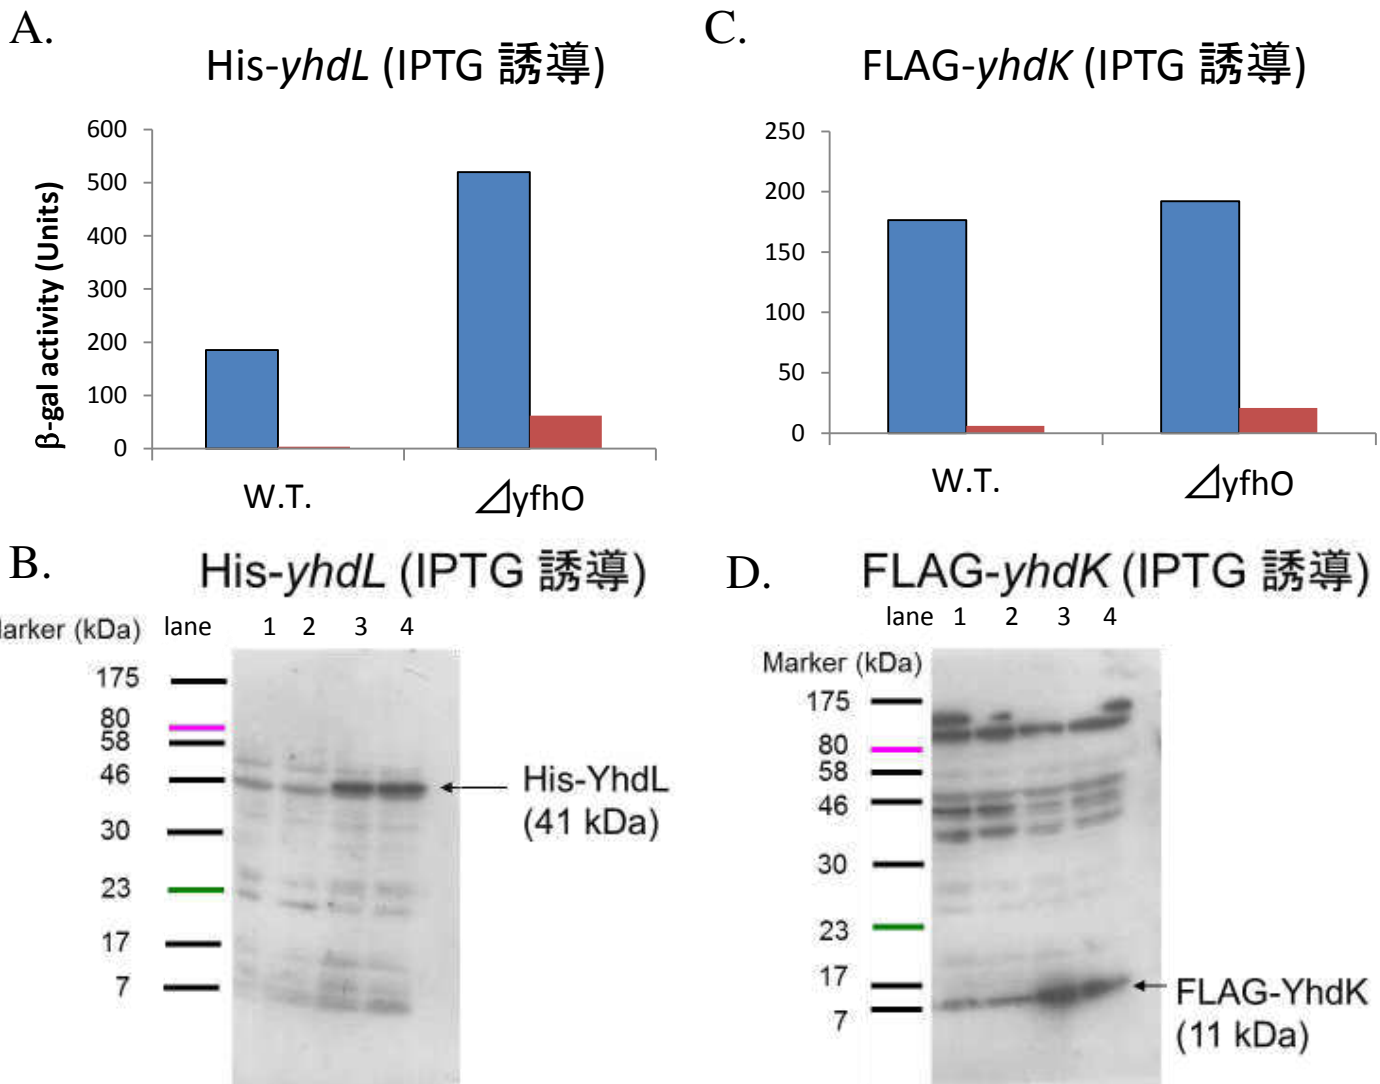 A.
His-yhdL (IPTG 誘導)
β-gal activity (Units)
600
500
400
300
200
100
0
W.T.
⊿yfhO
C.
FLAG-yhdK (IPTG 誘導)
250
200
150
100
50
0
W.T.
⊿yfhO
B.
His-yhdL (IPTG 誘導)
arker (kDa) lane 1 2 3 4
175
80
58
46
30
23
17
7
His-YhdL
(41 kDa)
D.
FLAG-yhdK (IPTG 誘導)
lane 1 2 3 4
Marker (kDa)
175
80
58
46
30
23
17
7
FLAG-YhdK
(11 kDa)